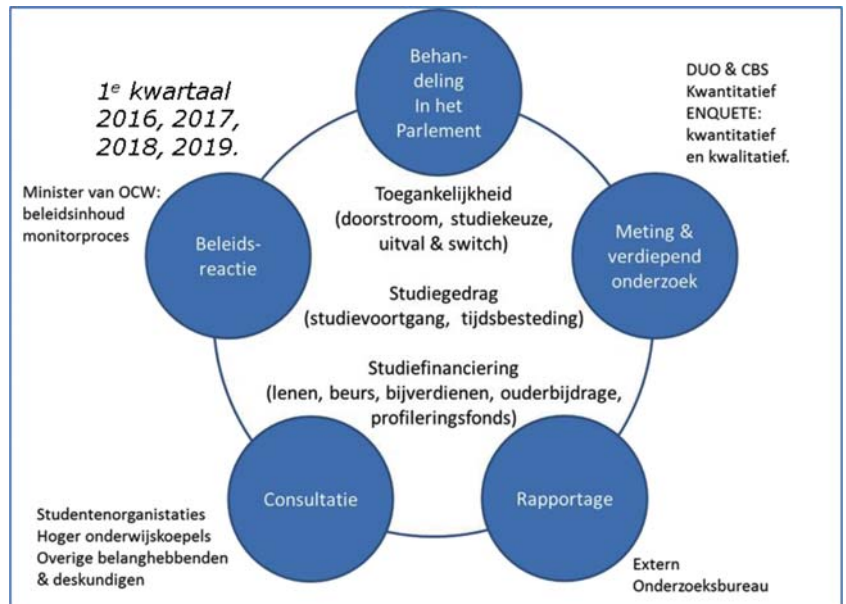 Behan-
deling
In het
Parlement
1e kwartaal
2016, 2017,
2018, 2019.
DUO & CBS
Kwantitatief
ENQUETE:
kwantitatief
en kwalitatief.
Minister van OCW:
beleidsinhoud
monitorproces
Beleids-
reactie
Toegankelijkheid
(doorstroom, studiekeuze,
uitval & switch)
Meting &
verdiepend
onderzoek
Studiegedrag
(studievoortgang, tijdsbesteding)
Studiefinanciering
(lenen, beurs, bijverdienen, ouderbijdrage,
profileringsfonds)
Consultatie
Rapportage
Studentenorganistaties
Hoger onderwijskoepels
Overige belanghebbenden
& deskundigen
Extern
Onderzoeksbureau